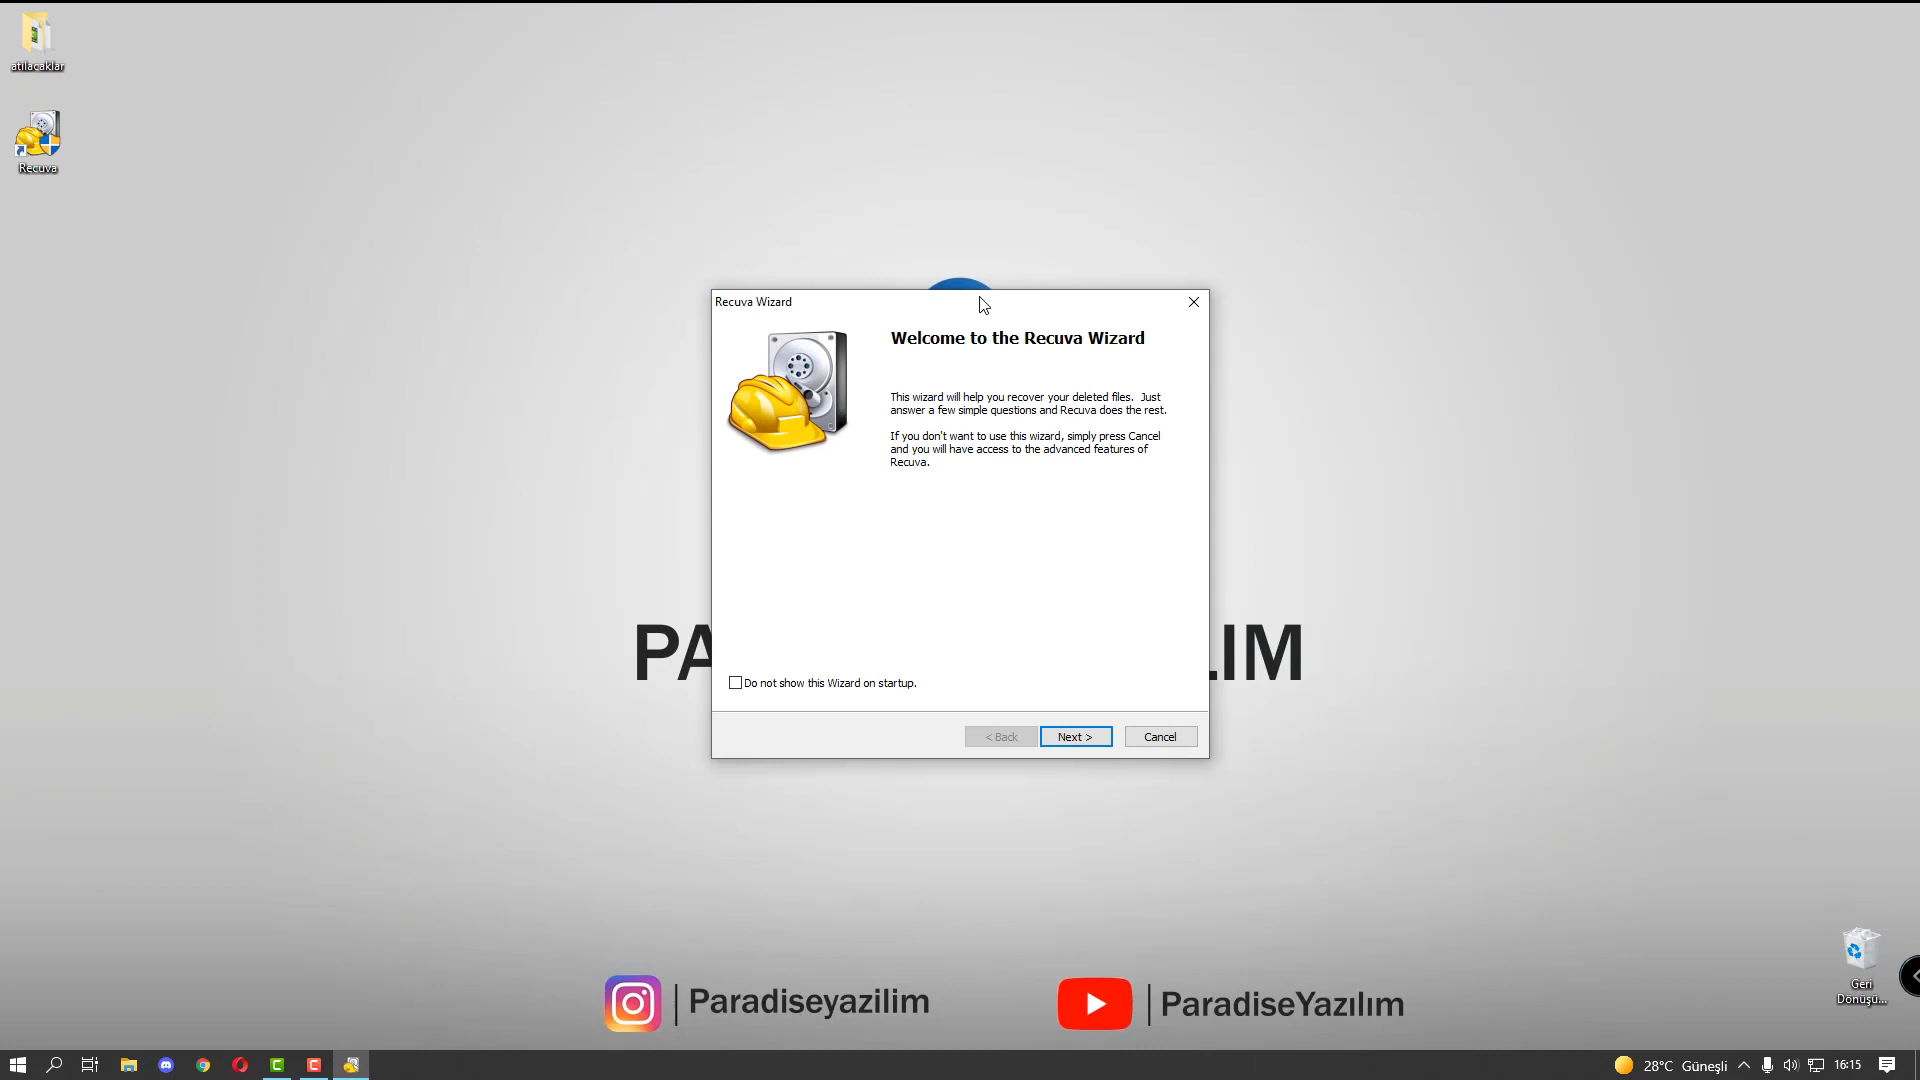 atılacaklar
Recuva
Recuva Wizard
Welcome to the Recuva Wizard
This wizard will help you recover your deleted files. Just
answer a few simple questions and Recuva does the rest.
If you don't want to use this wizard, simply press Cancel
and you will have access to the advanced features of
Recuva.
PA
LIM
Do not show this Wizard on startup.
< Back
Next >
Cancel
Geri
Dönüşü...
Paradiseyazilim
ParadiseYazılım
28°C Güneşli
16:15